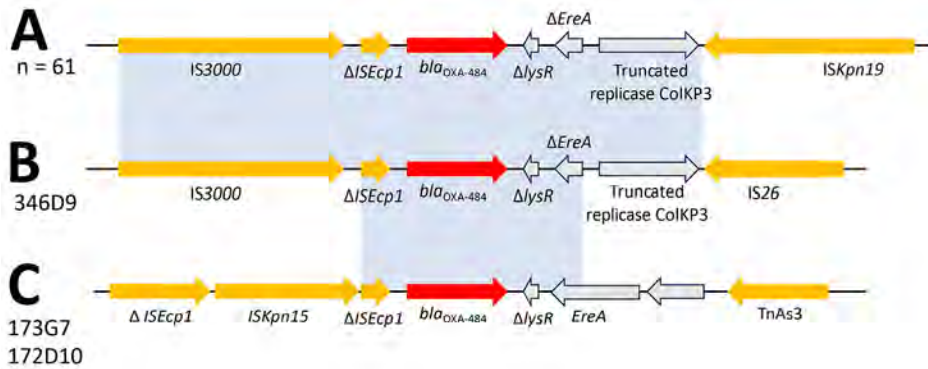 ΔEreA
A
n = 61
IS3000
ΔISEcp1
blaOXA-484
ΔlysR
Truncated
replicase ColKP3
ISKpn19
ΔEreA
B
346D9
IS3000
ΔISEcp1
blaOXA-484
ΔlysR
Truncated
replicase ColKP3
IS26
C
173G7
172D10
Δ ISEcp1
ISKpn15
ΔISEcp1
blaOXA-484
ΔlysR
EreA
TnAs3